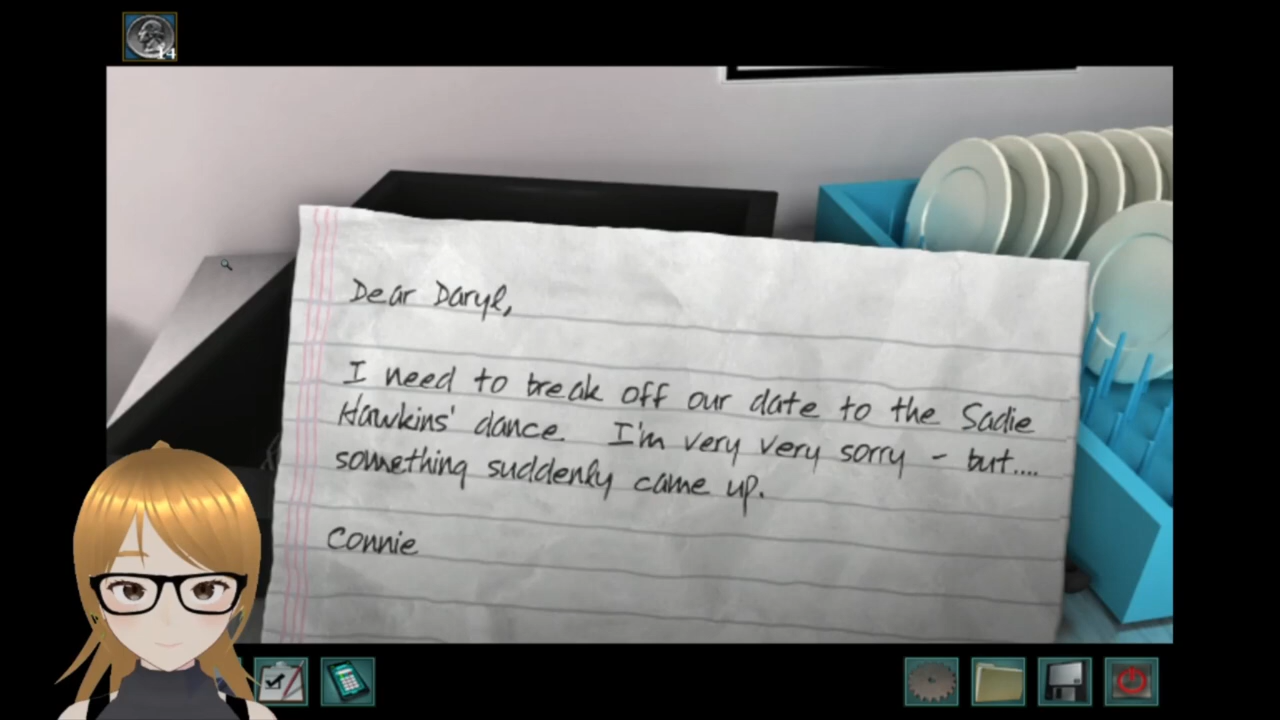 14
Dear Daryl,
I need to break off our date to the Sadie
Hawkins' dance. I'm very very sorry - but....
something suddenly came up.
Connie